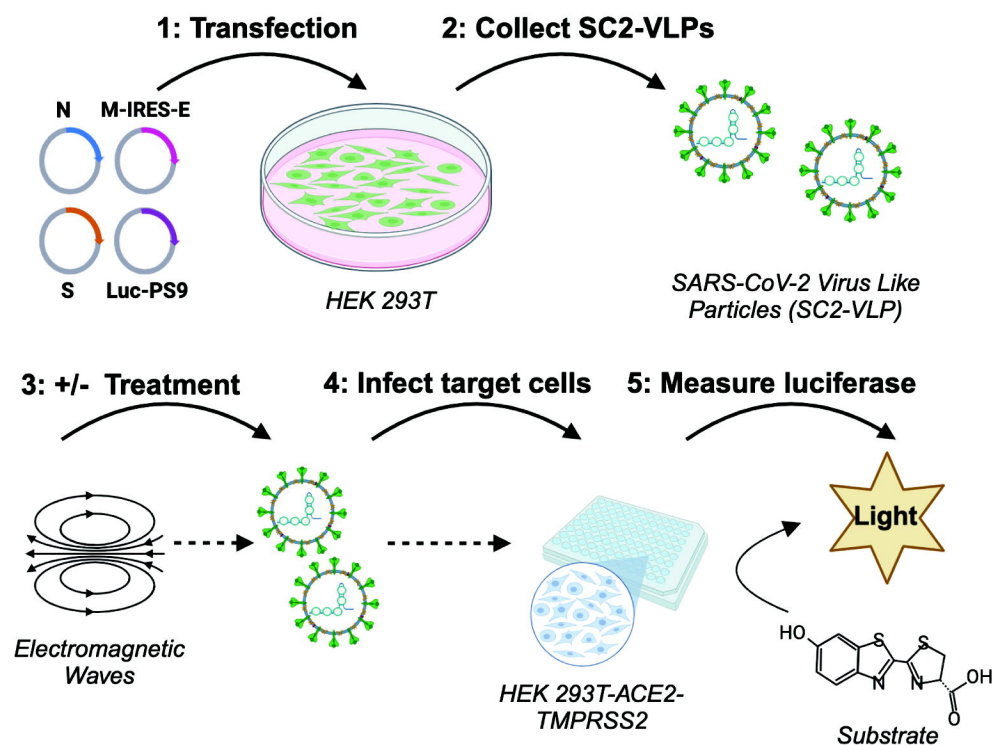 1: Transfection
2: Collect SC2-VLPs
N
M-IRES-E
S
Luc-PS9
HEK 293T
SARS-CoV-2 Virus Like
Particles (SC2-VLP)
3: +/- Treatment
4: Infect target cells
5: Measure luciferase
Light
Electromagnetic
Waves
HEK 293T-ACE2-
TMPRSS2
HO
S
S
N
N
OH
O
Substrate